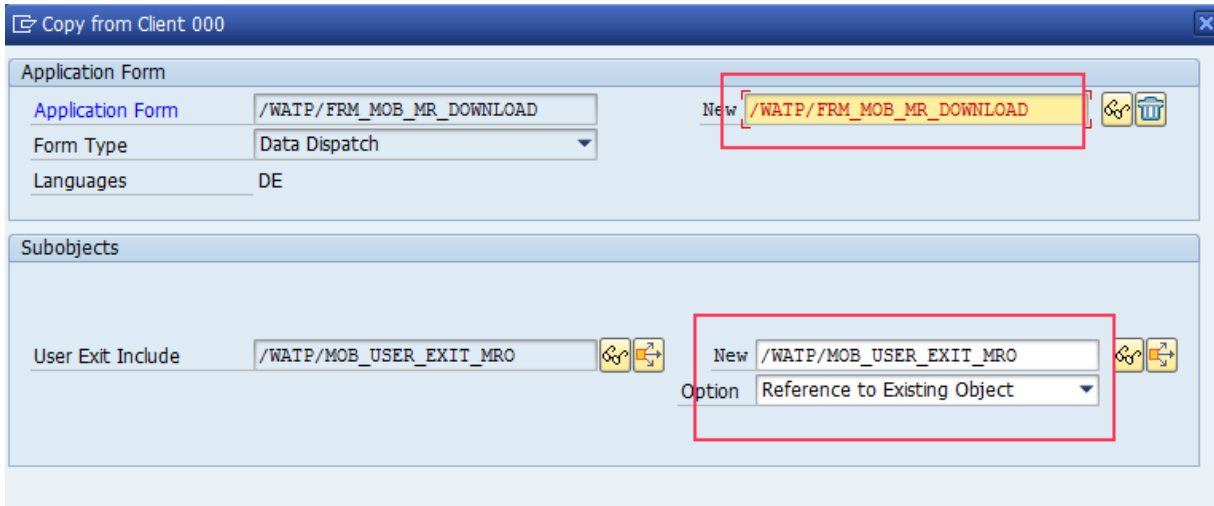 Copy from Client 000
Application Form
Application Form /WATP/FRM_MOB_MR_DOWNLOAD New /WATP/FRM_MOB_MR_DOWNLOAD
Form Type Data Dispatch
Languages DE
Subobjects
User Exit Include /WATP/MOB_USER_EXIT_MRO New /WATP/MOB_USER_EXIT_MRO
Option Reference to Existing Object